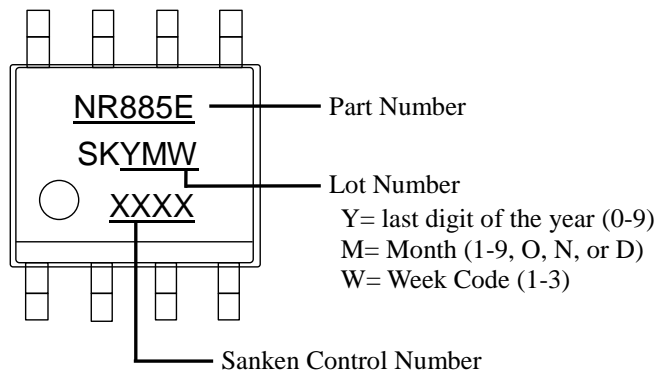 NR885E
Part Number
SKYMW
Lot Number
XXXX
Y= last digit of the year (0-9)
M= Month (1-9, O, N, or D)
W= Week Code (1-3)
Sanken Control Number